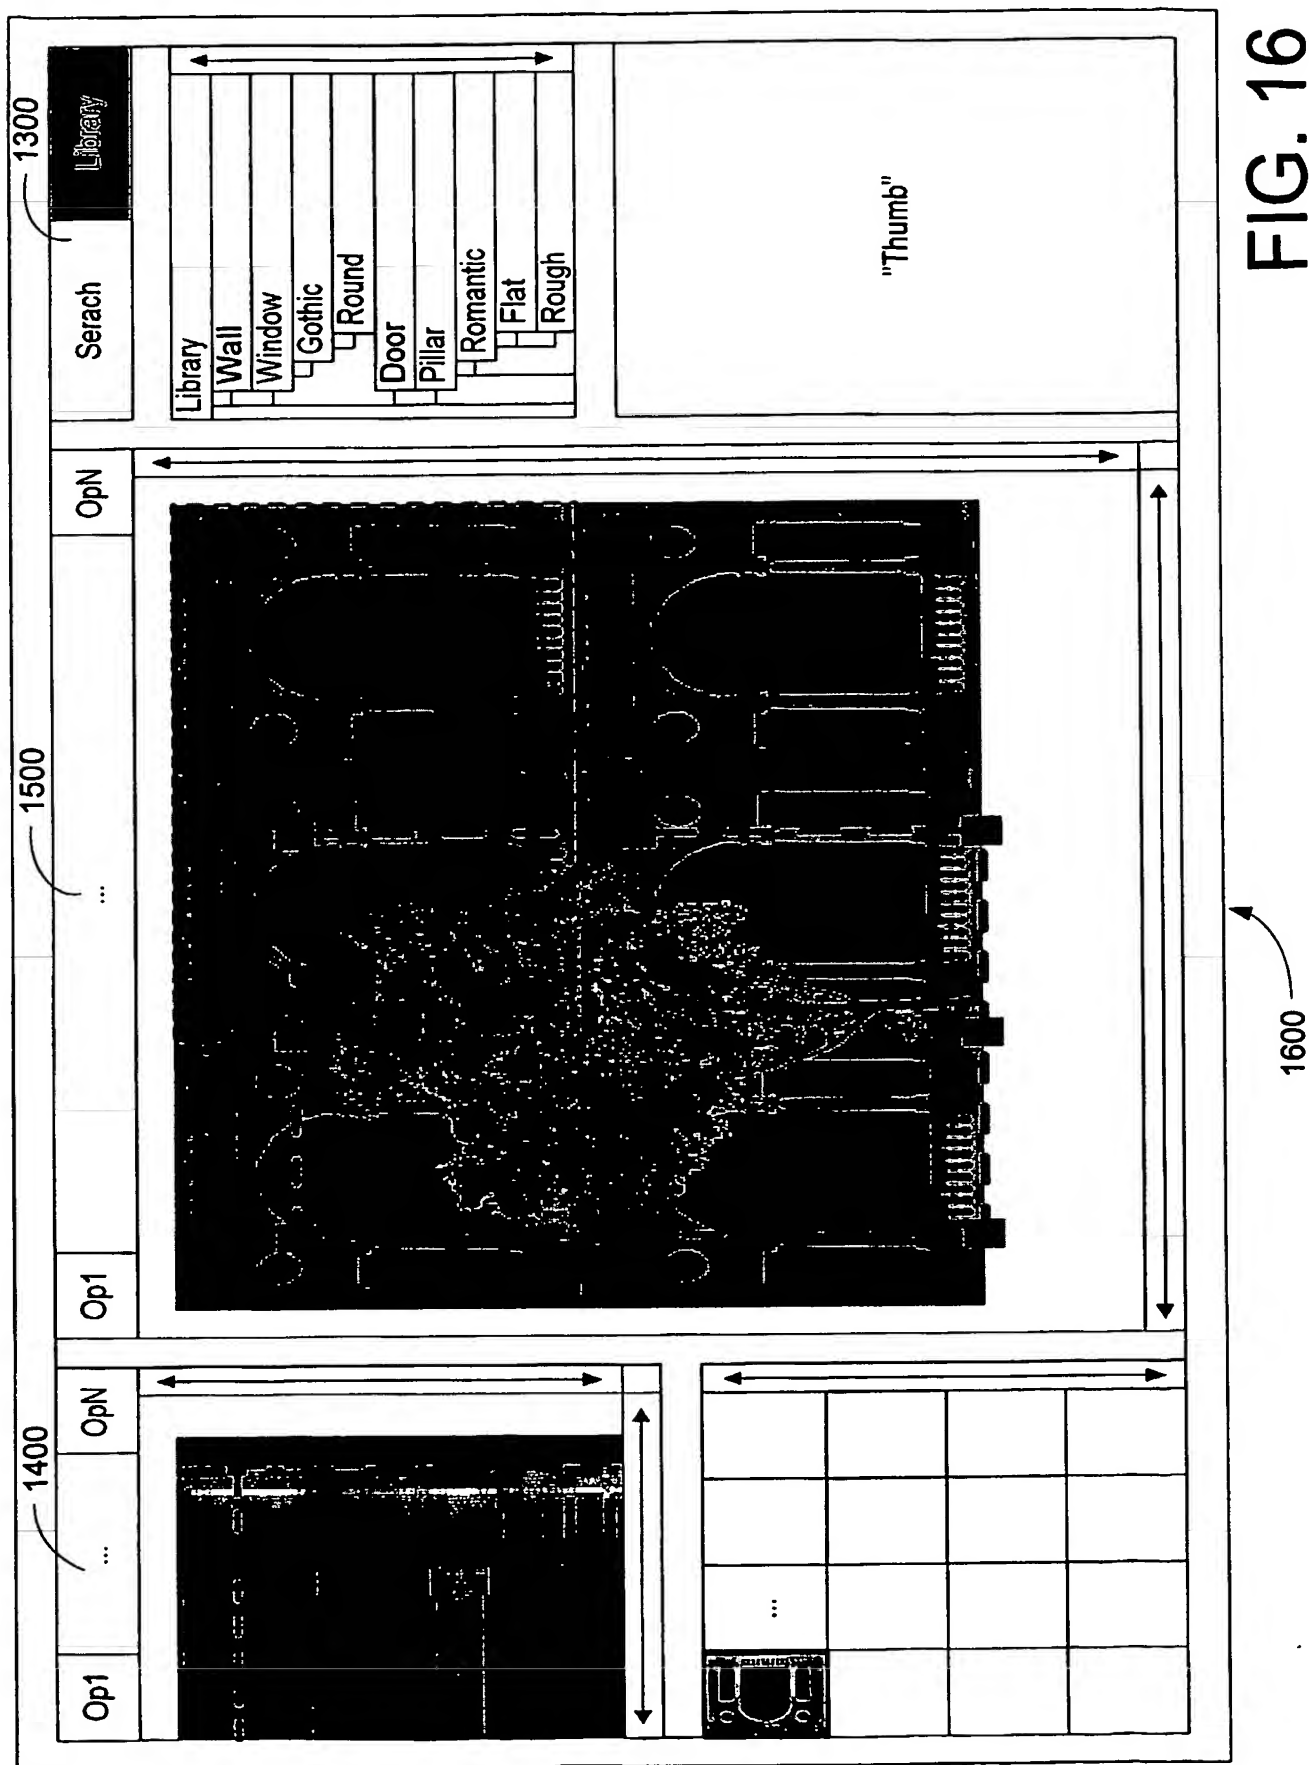 1400
1500
1300
Op1
...
OpN
Op1
...
OpN
Serach
Library
Library
Wall
Window
Gothic
Round
Door
Pillar
Romantic
Flat
Rough
...
"Thumb"
1600
FIG. 16